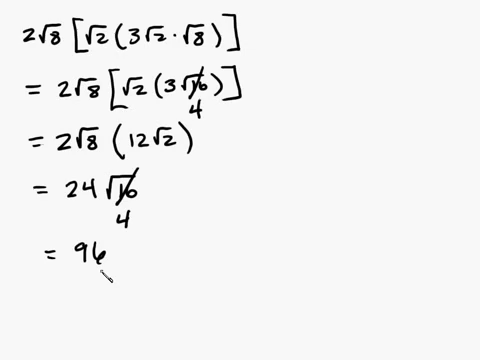 2√8 [√2 (3√2 · √8)]
= 2√8 [√2 (3√16)]
4
= 2√8 (12√2)
= 24 √16
4
= 96